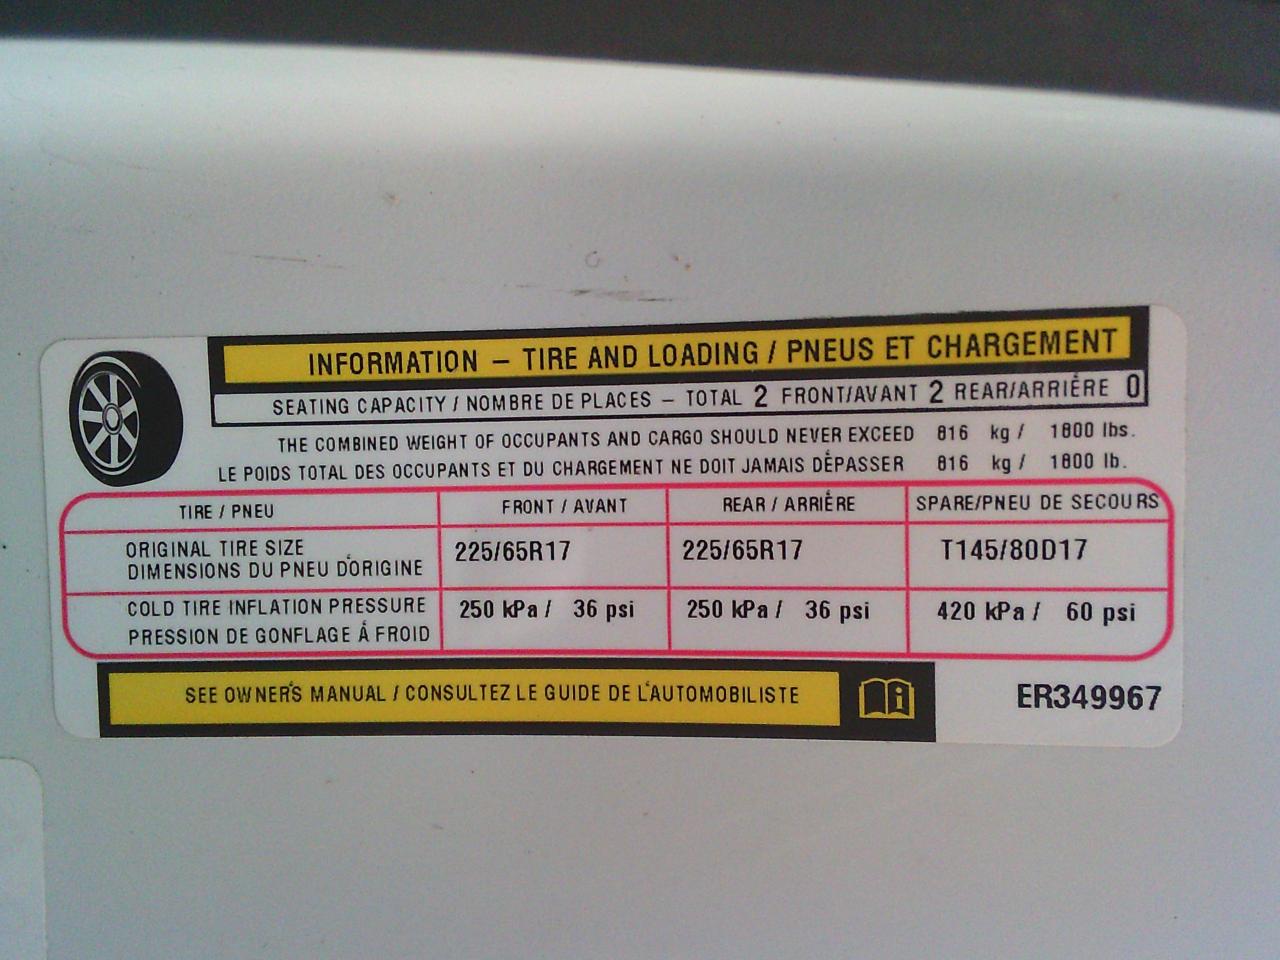 INFORMATION – TIRE AND LOADING / PNEUS ET CHARGEMENT
SEATING CAPACITY / NOMBRE DE PLACES – TOTAL 2 FRONT/AVANT 2 REAR/ARRIÈRE 0
THE COMBINED WEIGHT OF OCCUPANTS AND CARGO SHOULD NEVER EXCEED 816 kg / 1800 lbs.
LE POIDS TOTAL DES OCCUPANTS ET DU CHARGEMENT NE DOIT JAMAIS DÉPASSER 816 kg / 1800 lb.
TIRE / PNEU FRONT / AVANT REAR / ARRIÈRE SPARE/PNEU DE SECOURS
ORIGINAL TIRE SIZE 225/65R17 225/65R17 T145/80D17
DIMENSIONS DU PNEU D'ORIGINE
COLD TIRE INFLATION PRESSURE 250 kPa / 36 psi 250 kPa / 36 psi 420 kPa / 60 psi
PRESSION DE GONFLAGE À FROID
SEE OWNER'S MANUAL / CONSULTEZ LE GUIDE DE L'AUTOMOBILISTE
ER349967